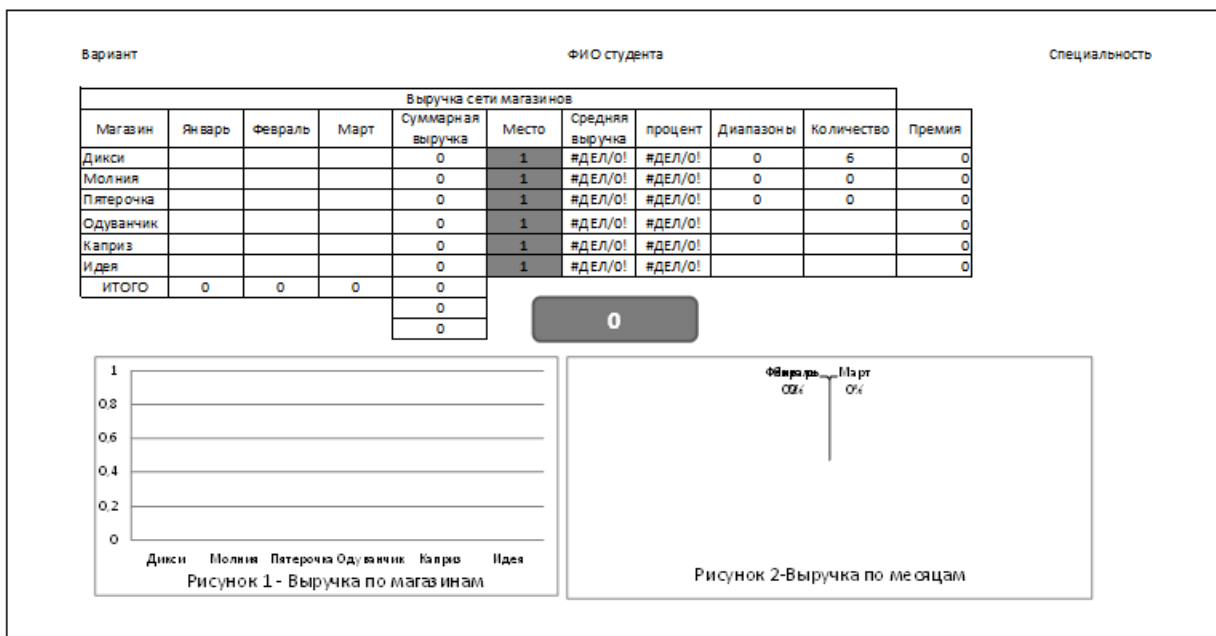 Вариант ФИО студента Специальность
Выручка сети магазинов
Магазин Январь Февраль Март Суммарная выручка Место Средняя выручка процент Диапазоны Количество Премия
Дикси 0 1 #ДЕЛ/0! #ДЕЛ/0! 0 6 0
Молния 0 1 #ДЕЛ/0! #ДЕЛ/0! 0 0 0
Пятерочка 0 1 #ДЕЛ/0! #ДЕЛ/0! 0 0 0
Одуванчик 0 1 #ДЕЛ/0! #ДЕЛ/0! 0
Каприз 0 1 #ДЕЛ/0! #ДЕЛ/0! 0
Идея 0 1 #ДЕЛ/0! #ДЕЛ/0! 0
ИТОГО 0 0 0 0
0
0
0
1
0,8
0,6
0,4
0,2
0
Дикси Молния Пятерочка Одуванчик Каприз Идея
Рисунок 1 - Выручка по магазинам
Март
0%
Рисунок 2-Выручка по месяцам